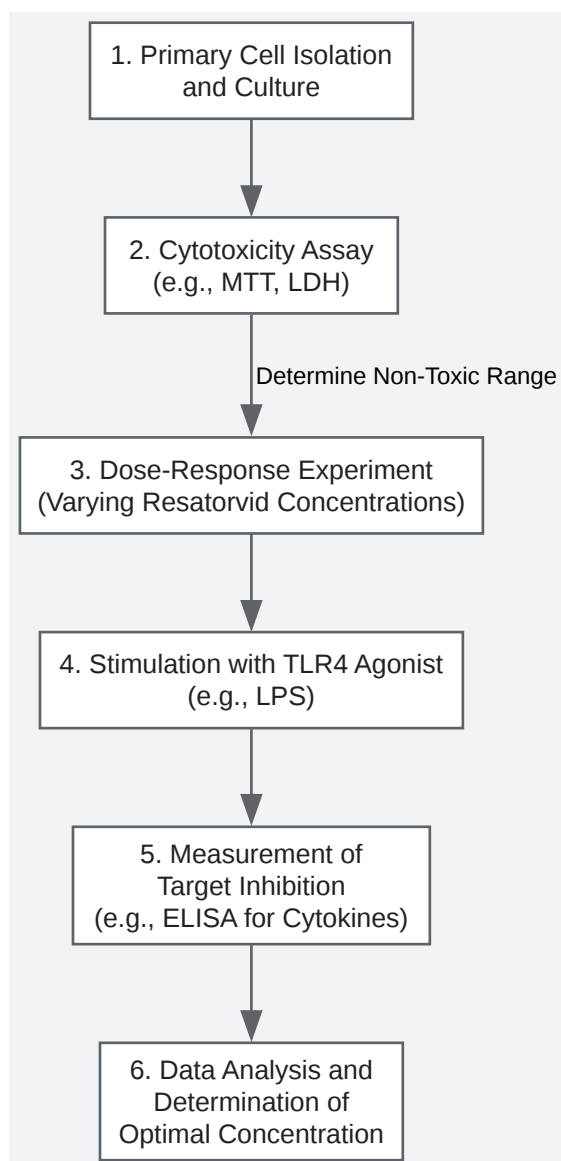 1. Primary Cell Isolation
and Culture
2. Cytotoxicity Assay
(e.g., MTT, LDH)
Determine Non-Toxic Range
3. Dose-Response Experiment
(Varying Resatorvid Concentrations)
4. Stimulation with TLR4 Agonist
(e.g., LPS)
5. Measurement of
Target Inhibition
(e.g., ELISA for Cytokines)
6. Data Analysis and
Determination of
Optimal Concentration